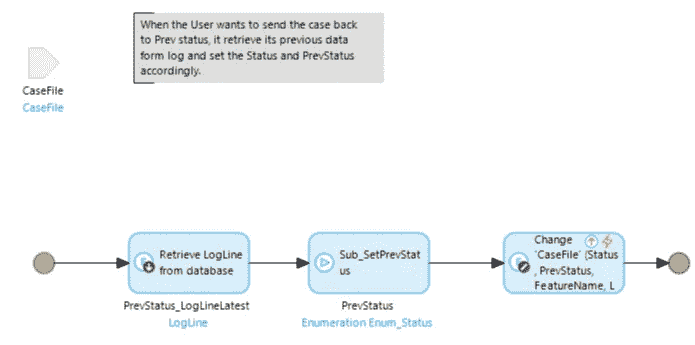 When the User wants to send the case back
to Prev status, it retrieve its previous data
form log and set the Status and PrevStatus
accordingly.
CaseFile
CaseFile
Retrieve LogLine
from database
PrevStatus_LogLineLatest
LogLine
Sub_SetPrevStat
us
PrevStatus
Enumeration Enum_Status
Change
'CaseFile' (Status
, PrevStatus,
FeatureName, L